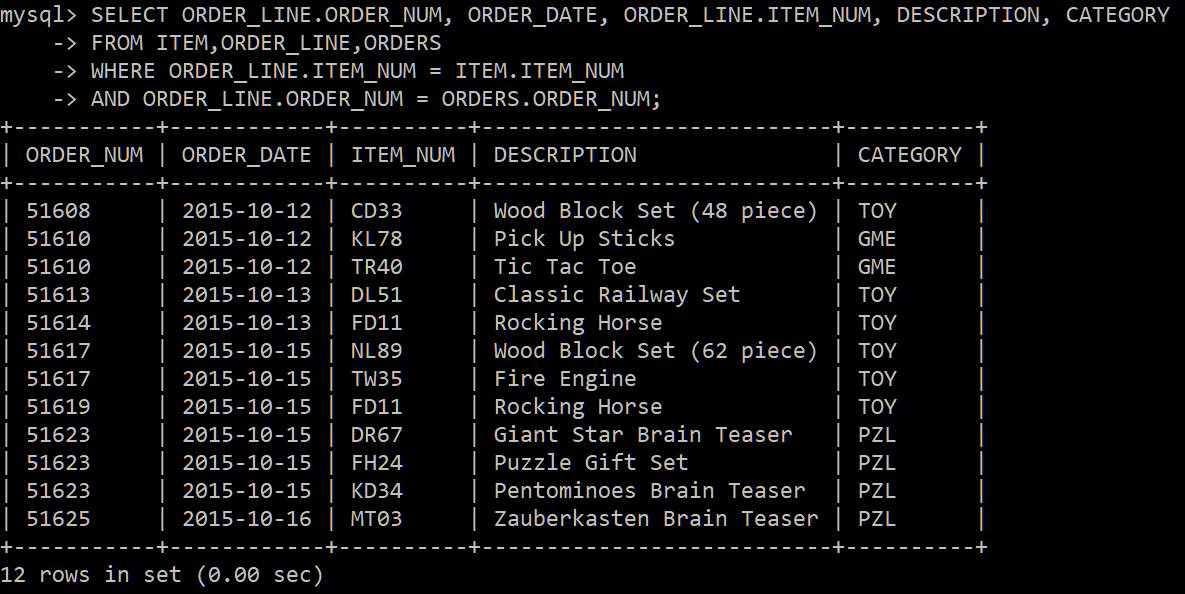 mysql> SELECT ORDER_LINE.ORDER_NUM, ORDER_DATE, ORDER_LINE.ITEM_NUM, DESCRIPTION, CATEGORY
    -> FROM ITEM,ORDER_LINE,ORDERS
    -> WHERE ORDER_LINE.ITEM_NUM = ITEM.ITEM_NUM
    -> AND ORDER_LINE.ORDER_NUM = ORDERS.ORDER_NUM;
+-----------+------------+----------+---------------------------+----------+
| ORDER_NUM | ORDER_DATE | ITEM_NUM | DESCRIPTION               | CATEGORY |
+-----------+------------+----------+---------------------------+----------+
| 51608     | 2015-10-12 | CD33     | Wood Block Set (48 piece) | TOY      |
| 51610     | 2015-10-12 | KL78     | Pick Up Sticks            | GME      |
| 51610     | 2015-10-12 | TR40     | Tic Tac Toe               | GME      |
| 51613     | 2015-10-13 | DL51     | Classic Railway Set       | TOY      |
| 51614     | 2015-10-13 | FD11     | Rocking Horse             | TOY      |
| 51617     | 2015-10-15 | NL89     | Wood Block Set (62 piece) | TOY      |
| 51617     | 2015-10-15 | TW35     | Fire Engine               | TOY      |
| 51619     | 2015-10-15 | FD11     | Rocking Horse             | TOY      |
| 51623     | 2015-10-15 | DR67     | Giant Star Brain Teaser   | PZL      |
| 51623     | 2015-10-15 | FH24     | Puzzle Gift Set           | PZL      |
| 51623     | 2015-10-15 | KD34     | Pentominoes Brain Teaser  | PZL      |
| 51625     | 2015-10-16 | MT03     | Zauberkasten Brain Teaser | PZL      |
+-----------+------------+----------+---------------------------+----------+
12 rows in set (0.00 sec)